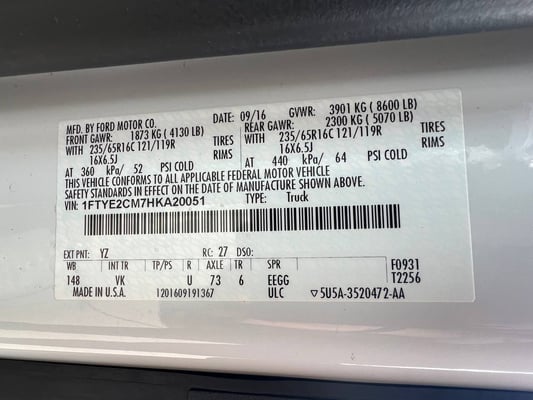 MFD. BY FORD MOTOR CO. DATE: 09/16 GVWR: 3901 KG ( 8600 LB)
FRONT GAWR: 1873 KG ( 4130 LB) REAR GAWR: 2300 KG ( 5070 LB)
WITH 235/65R16C 121/119R TIRES WITH 235/65R16C 121/119R TIRES
16X6.5J RIMS 16X6.5J RIMS
AT 360 kPa/ 52 PSI COLD AT 440 kPa/ 64 PSI COLD
THIS VEHICLE CONFORMS TO ALL APPLICABLE FEDERAL MOTOR VEHICLE
SAFETY STANDARDS IN EFFECT ON THE DATE OF MANUFACTURE SHOWN ABOVE.
VIN: 1FTYE2CM7HKA20051 TYPE: Truck
EXT PNT: YZ RC: 27 DSO:
WB INT TR TP/PS R AXLE TR SPR F0931
148 VK U 73 6 EEGG T2256
MADE IN U.S.A. 1201609191367 ULC ▽5U5A-3520472-AA